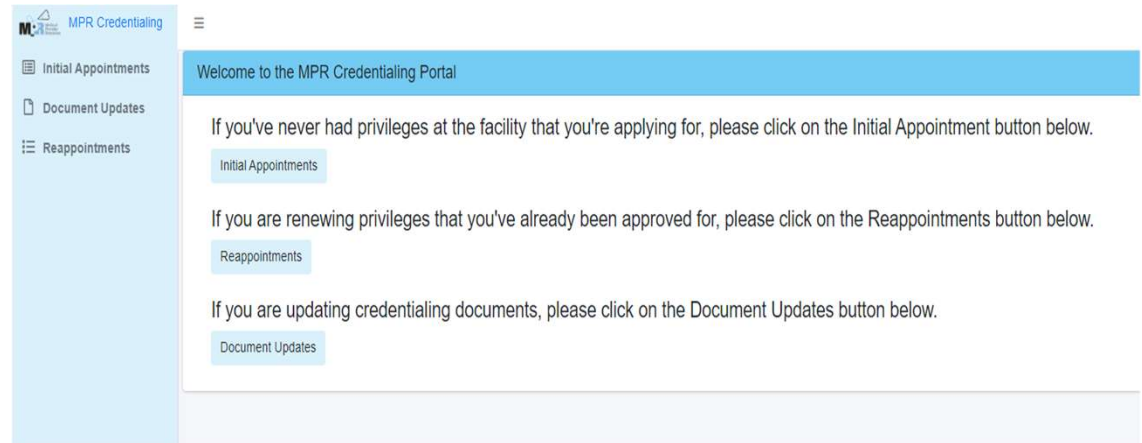 MPR Credentialing
Initial Appointments
Document Updates
Reappointments
Welcome to the MPR Credentialing Portal
If you've never had privileges at the facility that you're applying for, please click on the Initial Appointment button below.
Initial Appointments
If you are renewing privileges that you've already been approved for, please click on the Reappointments button below.
Reappointments
If you are updating credentialing documents, please click on the Document Updates button below.
Document Updates